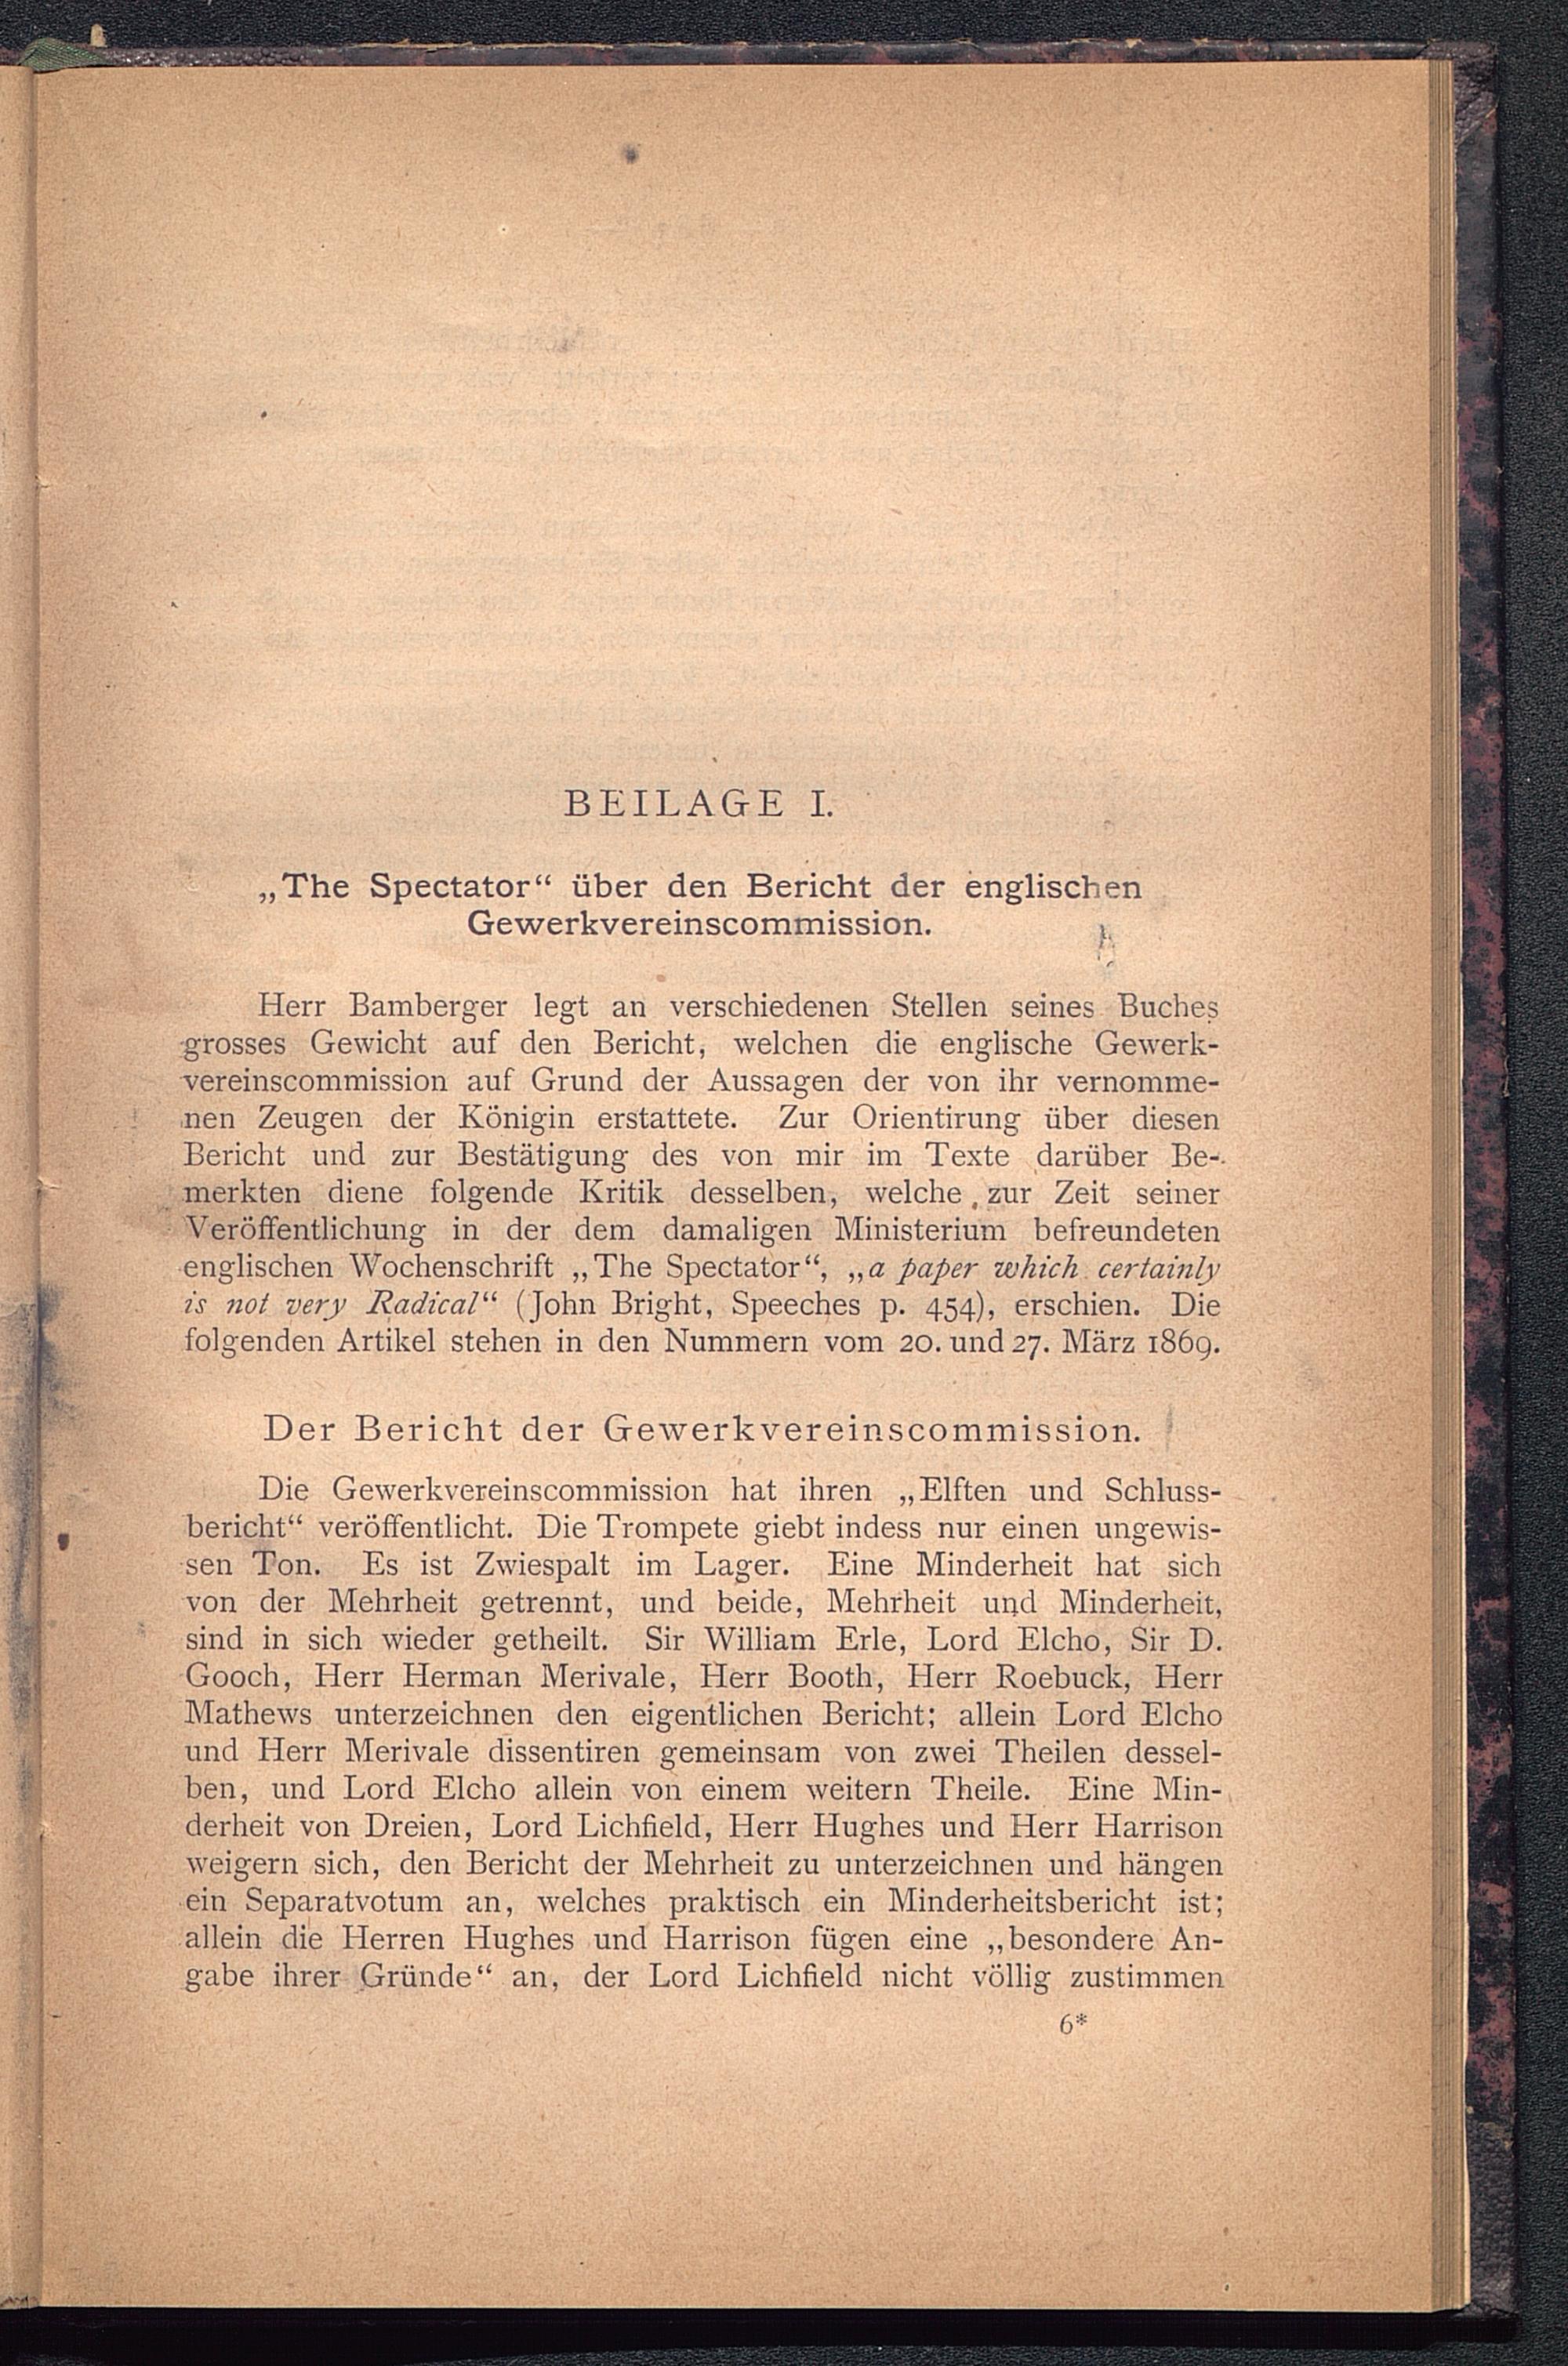 BEILAGE I.
„The Spectator“ über den Bericht der englischen
Gewerkvereinscommission.
Herr Bamberger legt an verschiedenen Stellen seines Buches
grosses Gewicht auf den Bericht, welchen die englische Gewerk-
vereinscommission auf Grund der Aussagen der von ihr vernomme-
nen Zeugen der Königin erstattete. Zur Orientirung über diesen
Bericht und zur Bestätigung des von mir im Texte darüber Be-
merkten diene folgende Kritik desselben, welche zur Zeit seiner
Veröffentlichung in der dem damaligen Ministerium befreundeten
englischen Wochenschrift „The Spectator“, „a paper which certainly
is not very Radical“ (John Bright, Speeches p. 454), erschien. Die
folgenden Artikel stehen in den Nummern vom 20. und 27. März 1869.
Der Bericht der Gewerkvereinscommission.
Die Gewerkvereinscommission hat ihren „Elften und Schluss-
bericht“ veröffentlicht. Die Trompete giebt indess nur einen ungewis-
sen Ton. Es ist Zwiespalt im Lager. Eine Minderheit hat sich
von der Mehrheit getrennt, und beide, Mehrheit und Minderheit,
sind in sich wieder getheilt. Sir William Erle, Lord Elcho, Sir D.
Gooch, Herr Herman Merivale, Herr Booth, Herr Roebuck, Herr
Mathews unterzeichnen den eigentlichen Bericht; allein Lord Elcho
und Herr Merivale dissentiren gemeinsam von zwei Theilen dessel-
ben, und Lord Elcho allein von einem weitern Theile. Eine Min-
derheit von Dreien, Lord Lichfield, Herr Hughes und Herr Harrison
weigern sich, den Bericht der Mehrheit zu unterzeichnen und hängen
ein Separatvotum an, welches praktisch ein Minderheitsbericht ist;
allein die Herren Hughes und Harrison fügen eine „besondere An-
gabe ihrer Gründe“ an, der Lord Lichfield nicht völlig zustimmen
6*